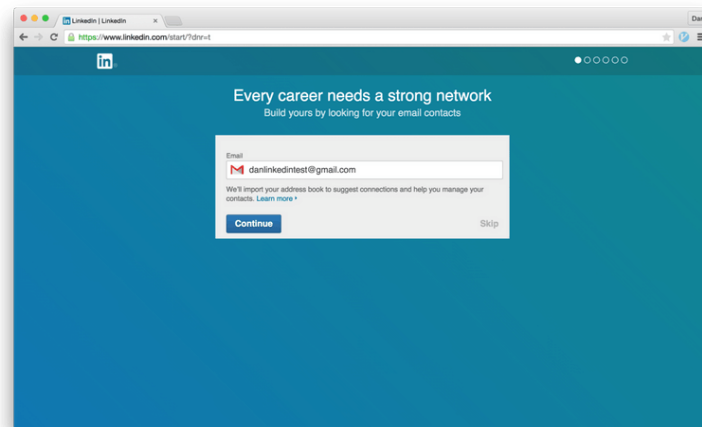 LinkedIn | LinkedIn
https://www.linkedin.com/start/?dnr=t
in
Every career needs a strong network
Build yours by looking for your email contacts
Email
danlinkedintest@gmail.com
We'll import your address book to suggest connections and help you manage your
contacts. Learn more
Continue
Skip